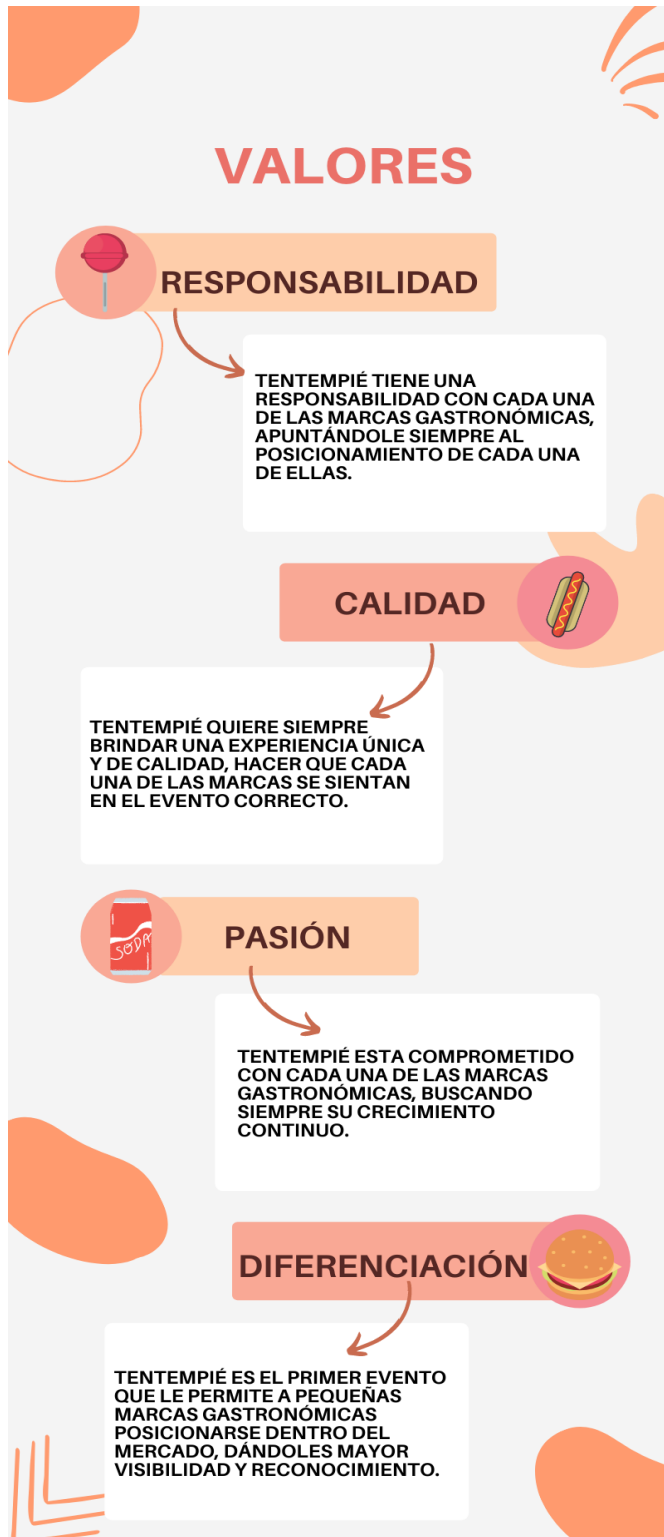 VALORES
RESPONSABILIDAD
TENTEMPIÉ TIENE UNA
RESPONSABILIDAD CON CADA UNA
DE LAS MARCAS GASTRONÓMICAS,
APUNTÁNDOLE SIEMPRE AL
POSICIONAMIENTO DE CADA UNA
DE ELLAS.
CALIDAD
TENTEMPIÉ QUIERE SIEMPRE
BRINDAR UNA EXPERIENCIA ÚNICA
Y DE CALIDAD, HACER QUE CADA
UNA DE LAS MARCAS SE SIENTAN
EN EL EVENTO CORRECTO.
SODA
PASIÓN
TENTEMPIÉ ESTA COMPROMETIDO
CON CADA UNA DE LAS MARCAS
GASTRONÓMICAS, BUSCANDO
SIEMPRE SU CRECIMIENTO
CONTINUO.
DIFERENCIACIÓN
TENTEMPIÉ ES EL PRIMER EVENTO
QUE LE PERMITE A PEQUEÑAS
MARCAS GASTRONÓMICAS
POSICIONARSE DENTRO DEL
MERCADO, DÁNDOLES MAYOR
VISIBILIDAD Y RECONOCIMIENTO.